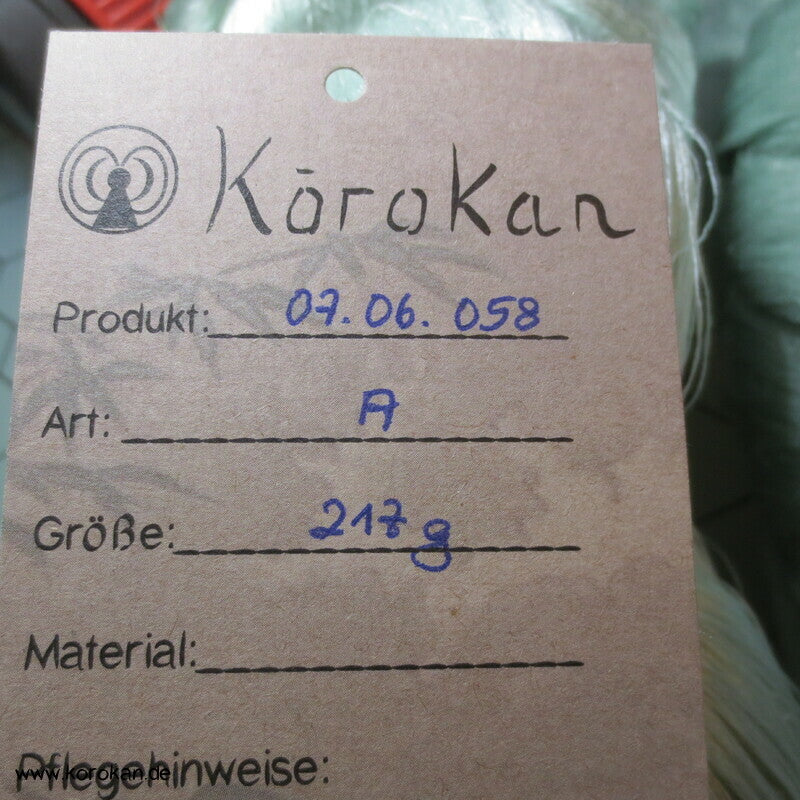 KōroKan
Produkt: 07.06.058
Art: A
Größe: 217 g
Material:
Pflegehinweise:
www.korokan.de